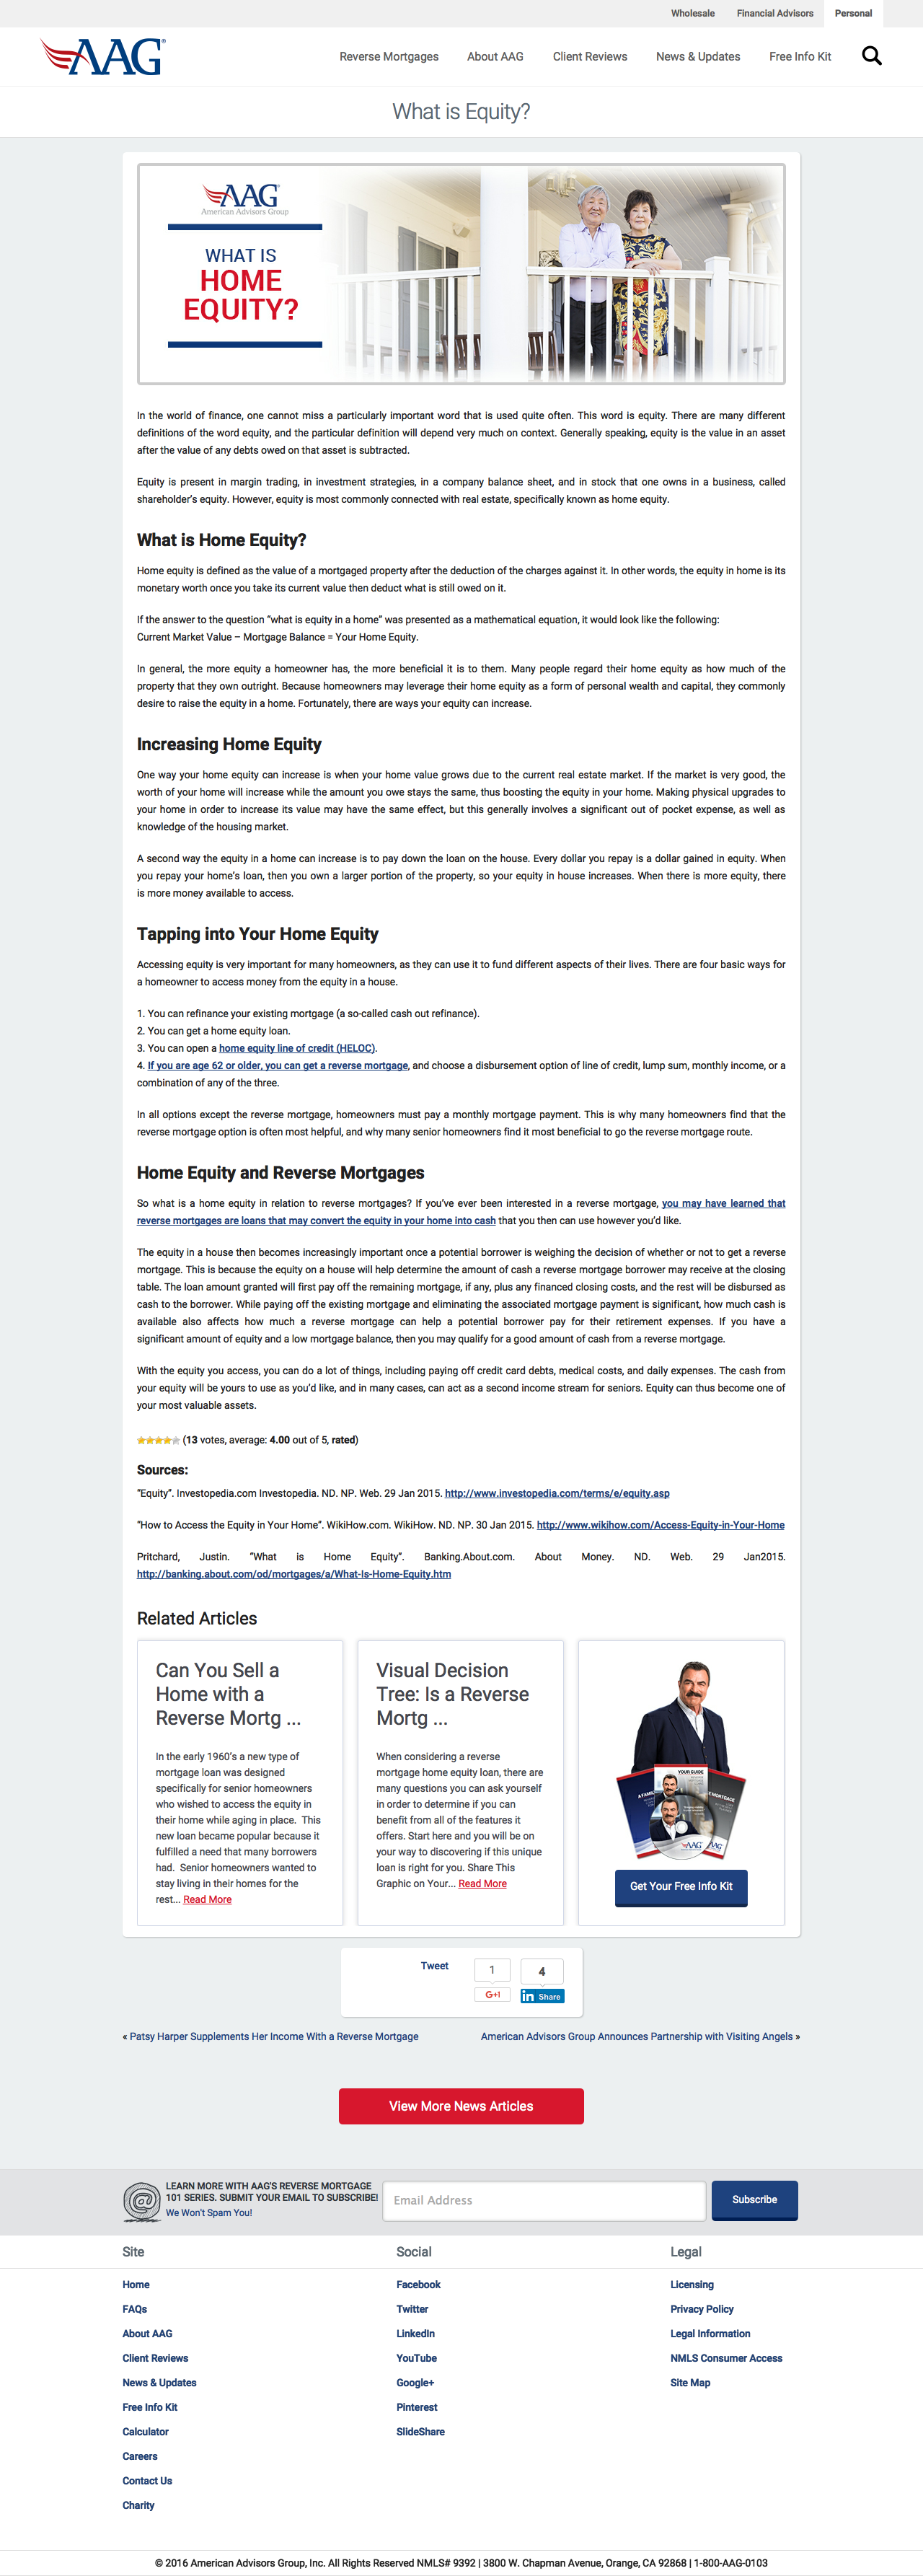 Wholesale Financial Advisors Personal
AAG®
Reverse Mortgages About AAG Client Reviews News & Updates Free Info Kit
What is Equity?
AAG®
American Advisors Group
WHAT IS
HOME
EQUITY?
In the world of finance, one cannot miss a particularly important word that is used quite often. This word is equity. There are many different
definitions of the word equity, and the particular definition will depend very much on context. Generally speaking, equity is the value in an asset
after the value of any debts owed on that asset is subtracted.
Equity is present in margin trading, in investment strategies, in a company balance sheet, and in stock that one owns in a business, called
shareholder's equity. However, equity is most commonly connected with real estate, specifically known as home equity.
What is Home Equity?
Home equity is defined as the value of a mortgaged property after the deduction of the charges against it. In other words, the equity in home is its
monetary worth once you take its current value then deduct what is still owed on it.
If the answer to the question “what is equity in a home” was presented as a mathematical equation, it would look like the following:
Current Market Value – Mortgage Balance = Your Home Equity.
In general, the more equity a homeowner has, the more beneficial it is to them. Many people regard their home equity as how much of the
property that they own outright. Because homeowners may leverage their home equity as a form of personal wealth and capital, they commonly
desire to raise the equity in a home. Fortunately, there are ways your equity can increase.
Increasing Home Equity
One way your home equity can increase is when your home value grows due to the current real estate market. If the market is very good, the
worth of your home will increase while the amount you owe stays the same, thus boosting the equity in your home. Making physical upgrades to
your home in order to increase its value may have the same effect, but this generally involves a significant out of pocket expense, as well as
knowledge of the housing market.
A second way the equity in a home can increase is to pay down the loan on the house. Every dollar you repay is a dollar gained in equity. When
you repay your home's loan, then you own a larger portion of the property, so your equity in house increases. When there is more equity, there
is more money available to access.
Tapping into Your Home Equity
Accessing equity is very important for many homeowners, as they can use it to fund different aspects of their lives. There are four basic ways for
a homeowner to access money from the equity in a house.
1. You can refinance your existing mortgage (a so-called cash out refinance).
2. You can get a home equity loan.
3. You can open a home equity line of credit (HELOC).
4. If you are age 62 or older, you can get a reverse mortgage, and choose a disbursement option of line of credit, lump sum, monthly income, or a
combination of any of the three.
In all options except the reverse mortgage, homeowners must pay a monthly mortgage payment. This is why many homeowners find that the
reverse mortgage option is often most helpful, and why many senior homeowners find it most beneficial to go the reverse mortgage route.
Home Equity and Reverse Mortgages
So what is a home equity in relation to reverse mortgages? If you've ever been interested in a reverse mortgage, you may have learned that
reverse mortgages are loans that may convert the equity in your home into cash that you then can use however you'd like.
The equity in a house then becomes increasingly important once a potential borrower is weighing the decision of whether or not to get a reverse
mortgage. This is because the equity on a house will help determine the amount of cash a reverse mortgage borrower may receive at the closing
table. The loan amount granted will first pay off the remaining mortgage, if any, plus any financed closing costs, and the rest will be disbursed as
cash to the borrower. While paying off the existing mortgage and eliminating the associated mortgage payment is significant, how much cash is
available also affects how much a reverse mortgage can help a potential borrower pay for their retirement expenses. If you have a
significant amount of equity and a low mortgage balance, then you may qualify for a good amount of cash from a reverse mortgage.
With the equity you access, you can do a lot of things, including paying off credit card debts, medical costs, and daily expenses. The cash from
your equity will be yours to use as you'd like, and in many cases, can act as a second income stream for seniors. Equity can thus become one of
your most valuable assets.
(13 votes, average: 4.00 out of 5, rated)
Sources:
“Equity”. Investopedia.com Investopedia. ND. NP. Web. 29 Jan 2015. http://www.investopedia.com/terms/e/equity.asp
“How to Access the Equity in Your Home”. WikiHow.com. WikiHow. ND. NP. 30 Jan 2015. http://www.wikihow.com/Access-Equity-in-Your-Home
Pritchard, Justin. “What is Home Equity”. Banking.About.com. About Money. ND. Web. 29 Jan2015.
http://banking.about.com/od/mortgages/a/What-Is-Home-Equity.htm
Related Articles
Can You Sell a
Home with a
Reverse Mortg ...
In the early 1960's a new type of
mortgage loan was designed
specifically for senior homeowners
who wished to access the equity in
their home while aging in place. This
new loan became popular because it
fulfilled a need that many borrowers
had. Senior homeowners wanted to
stay living in their homes for the
rest... Read More
Visual Decision
Tree: Is a Reverse
Mortg ...
When considering a reverse
mortgage home equity loan, there are
many questions you can ask yourself
in order to determine if you can
benefit from all of the features it
offers. Start here and you will be on
your way to discovering if this unique
loan is right for you. Share This
Graphic on Your... Read More
YOUR GUIDE
AAG
AAG
Get Your Free Info Kit
Tweet
1
G+1
4
in Share
« Patsy Harper Supplements Her Income With a Reverse Mortgage
American Advisors Group Announces Partnership with Visiting Angels »
View More News Articles
LEARN MORE WITH AAG'S REVERSE MORTGAGE
101 SERIES. SUBMIT YOUR EMAIL TO SUBSCRIBE!
We Won't Spam You!
Email Address
Subscribe
Site
Home
FAQs
About AAG
Client Reviews
News & Updates
Free Info Kit
Calculator
Careers
Contact Us
Charity
Social
Facebook
Twitter
LinkedIn
YouTube
Google+
Pinterest
SlideShare
Legal
Licensing
Privacy Policy
Legal Information
NMLS Consumer Access
Site Map
© 2016 American Advisors Group, Inc. All Rights Reserved NMLS# 9392 | 3800 W. Chapman Avenue, Orange, CA 92868 | 1-800-AAG-0103